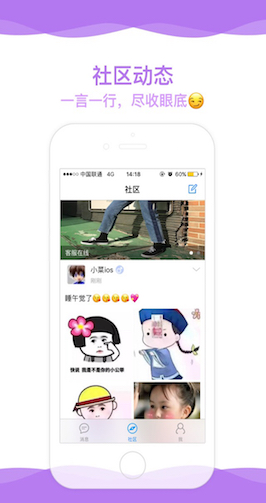 社区动态
一言一行，尽收眼底😏
中国联通 4G 14:18 60%
社区
客服在线
小菜ios
刚刚
睡午觉了😘😘😘😘💖
快说 我是不是你的小公举
消息 社区 我